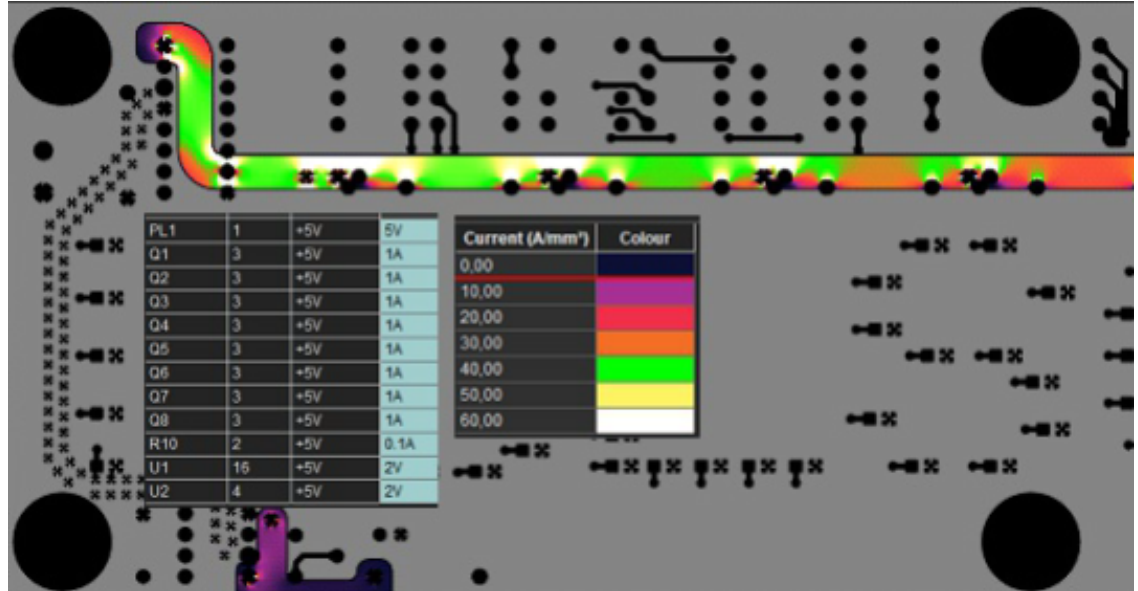 PL1 1 +5V 5V
Q1 3 +5V 1A
Q2 3 +5V 1A
Q3 3 +5V 1A
Q4 3 +5V 1A
Q5 3 +5V 1A
Q6 3 +5V 1A
Q7 3 +5V 1A
Q8 3 +5V 1A
R10 2 +5V 0.1A
U1 16 +5V 2V
U2 4 +5V 2V
Current (A/mm²) Colour
0,00
10,00
20,00
30,00
40,00
50,00
60,00